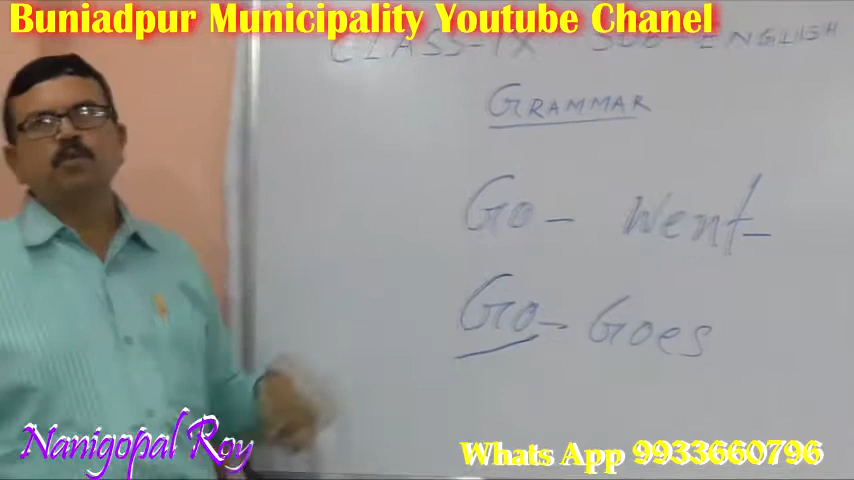 Buniadpur Municipality Youtube Chanel
CLASS-IX SUB-ENGLISH
GRAMMAR
Go - Went -
Go - Goes
Nanigopal Roy
Whats App 9933660796